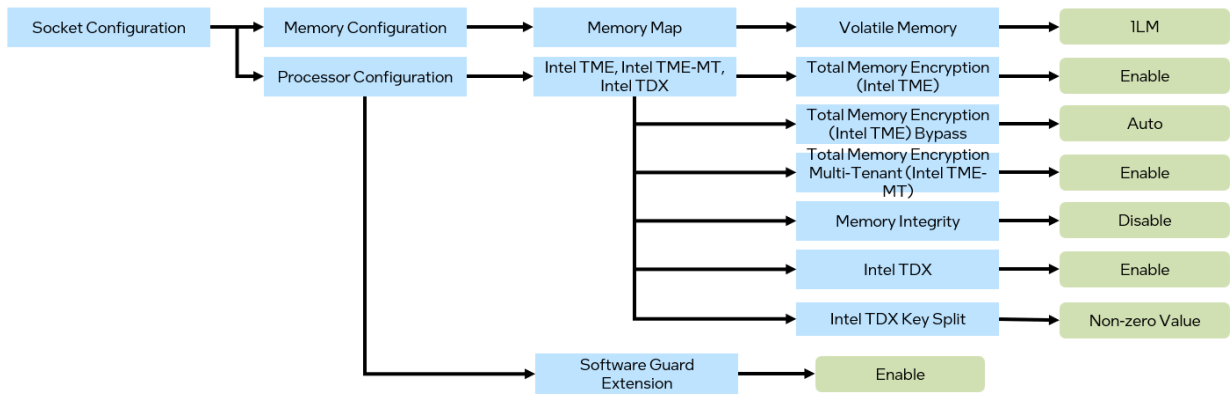 Socket Configuration
Memory Configuration
Memory Map
Volatile Memory
1LM
Processor Configuration
Intel TME, Intel TME-MT,
Intel TDX
Total Memory Encryption
(Intel TME)
Enable
Total Memory Encryption
(Intel TME) Bypass
Auto
Total Memory Encryption
Multi-Tenant (Intel TME-
MT)
Enable
Memory Integrity
Disable
Intel TDX
Enable
Intel TDX Key Split
Non-zero Value
Software Guard
Extension
Enable